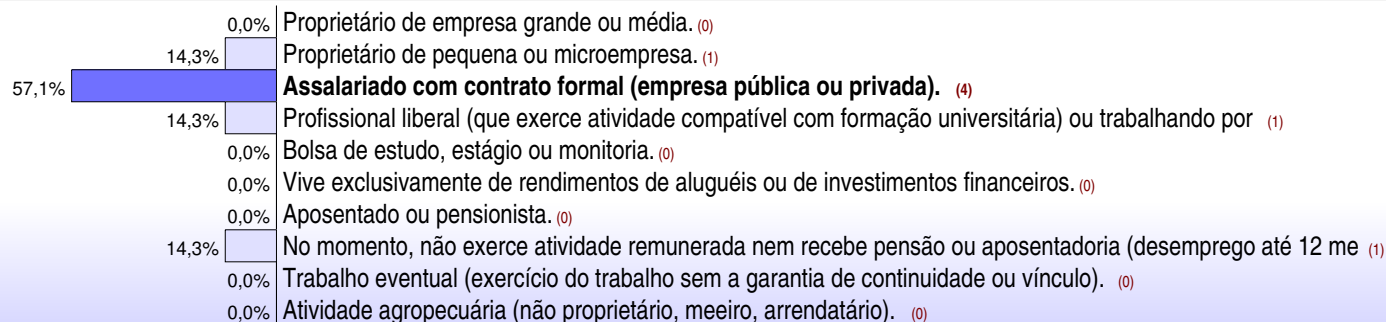 0,0% Proprietário de empresa grande ou média. (0)
14,3% Proprietário de pequena ou microempresa. (1)
57,1% Assalariado com contrato formal (empresa pública ou privada). (4)
14,3% Profissional liberal (que exerce atividade compatível com formação universitária) ou trabalhando por (1)
0,0% Bolsa de estudo, estágio ou monitoria. (0)
0,0% Vive exclusivamente de rendimentos de aluguéis ou de investimentos financeiros. (0)
0,0% Aposentado ou pensionista. (0)
14,3% No momento, não exerce atividade remunerada nem recebe pensão ou aposentadoria (desemprego até 12 me (1)
0,0% Trabalho eventual (exercício do trabalho sem a garantia de continuidade ou vínculo). (0)
0,0% Atividade agropecuária (não proprietário, meeiro, arrendatário). (0)